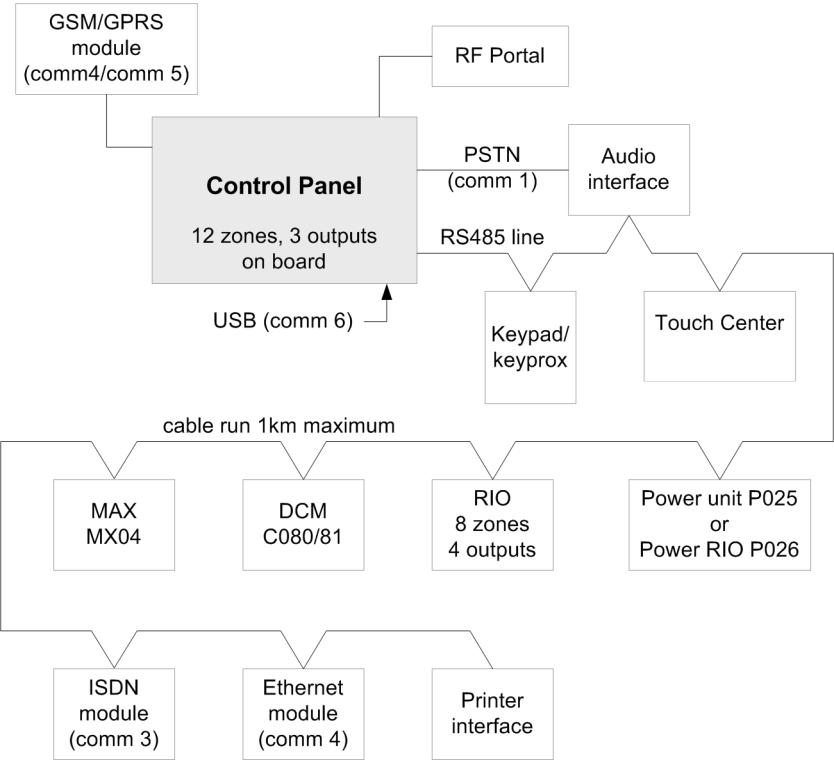 GSM/GPRS
module
(comm4/comm 5)
RF Portal
Control Panel
12 zones, 3 outputs
on board
PSTN
(comm 1)
Audio
interface
RS485 line
USB (comm 6)
Keypad/
keyprox
Touch Center
cable run 1km maximum
MAX
MX04
DCM
C080/81
RIO
8 zones
4 outputs
Power unit P025
or
Power RIO P026
ISDN
module
(comm 3)
Ethernet
module
(comm 4)
Printer
interface